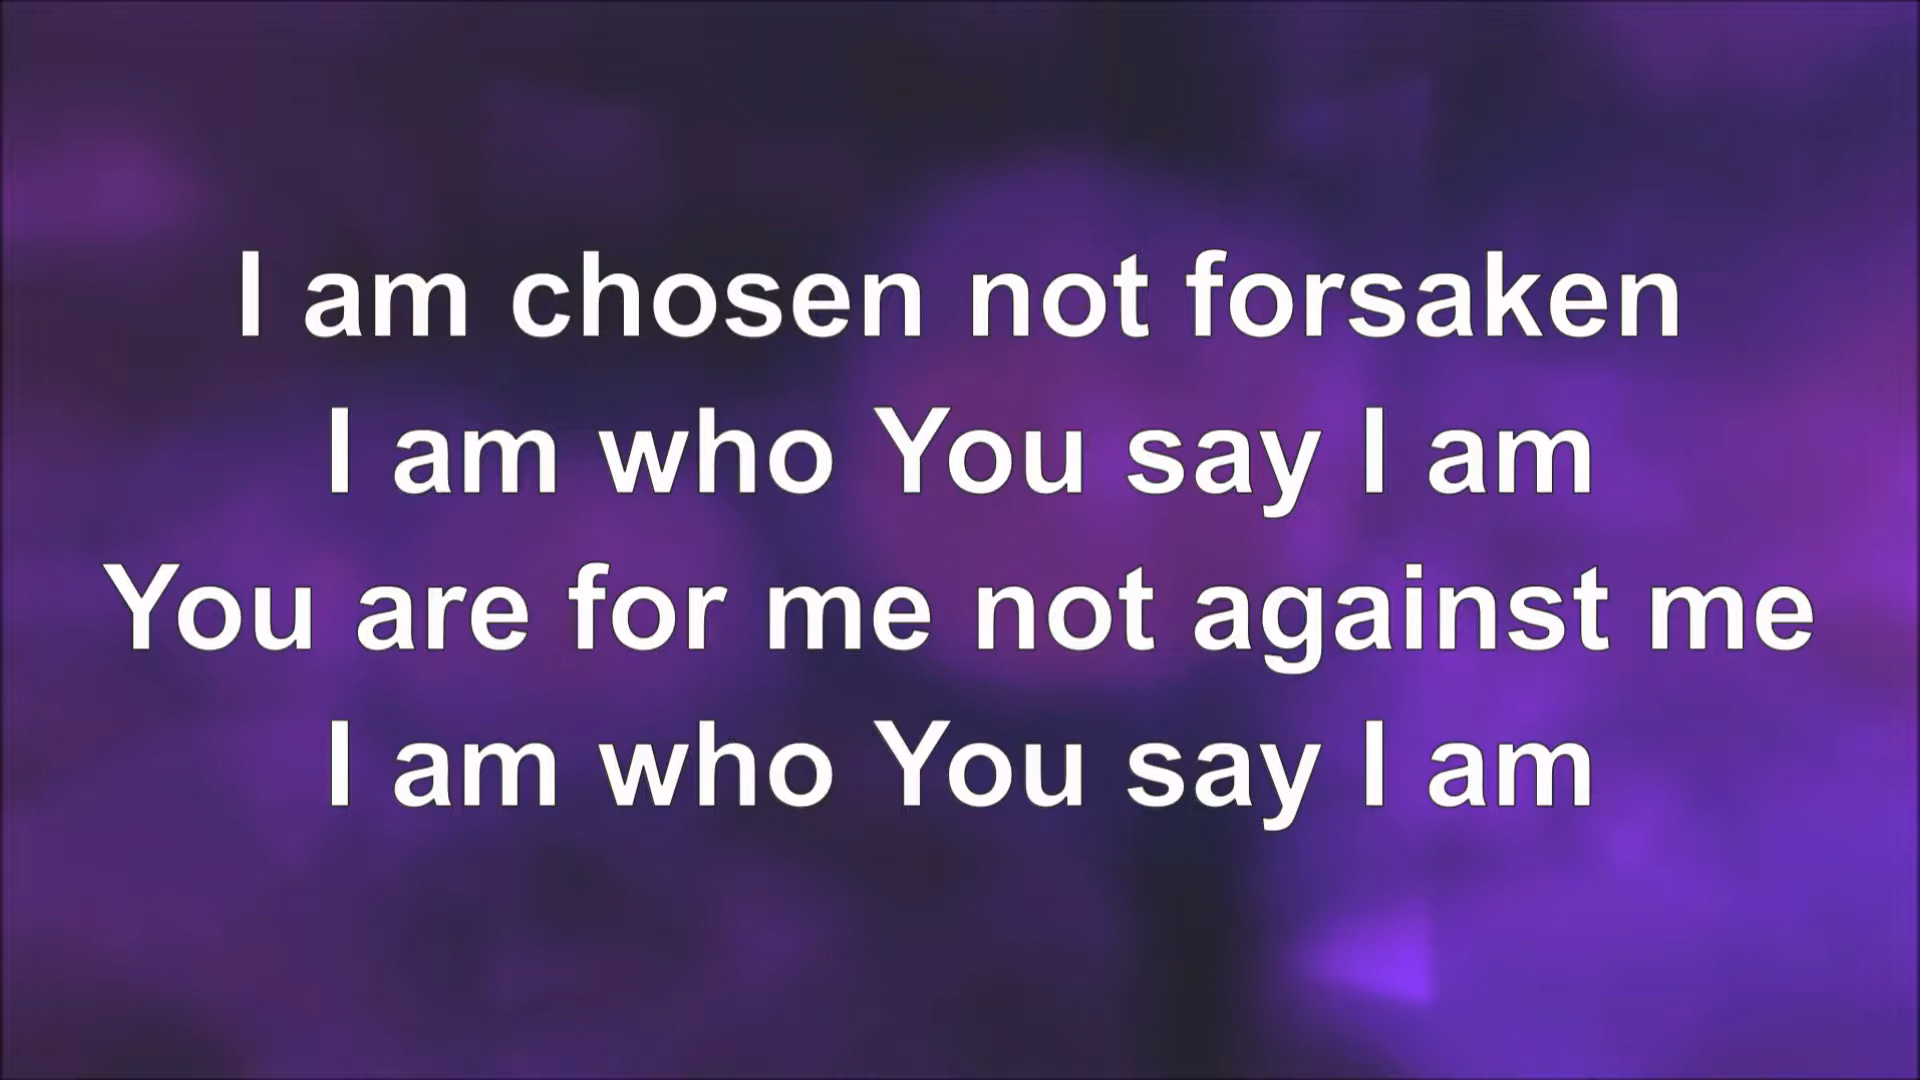 I am chosen not forsaken
I am who You say I am
You are for me not against me
I am who You say I am